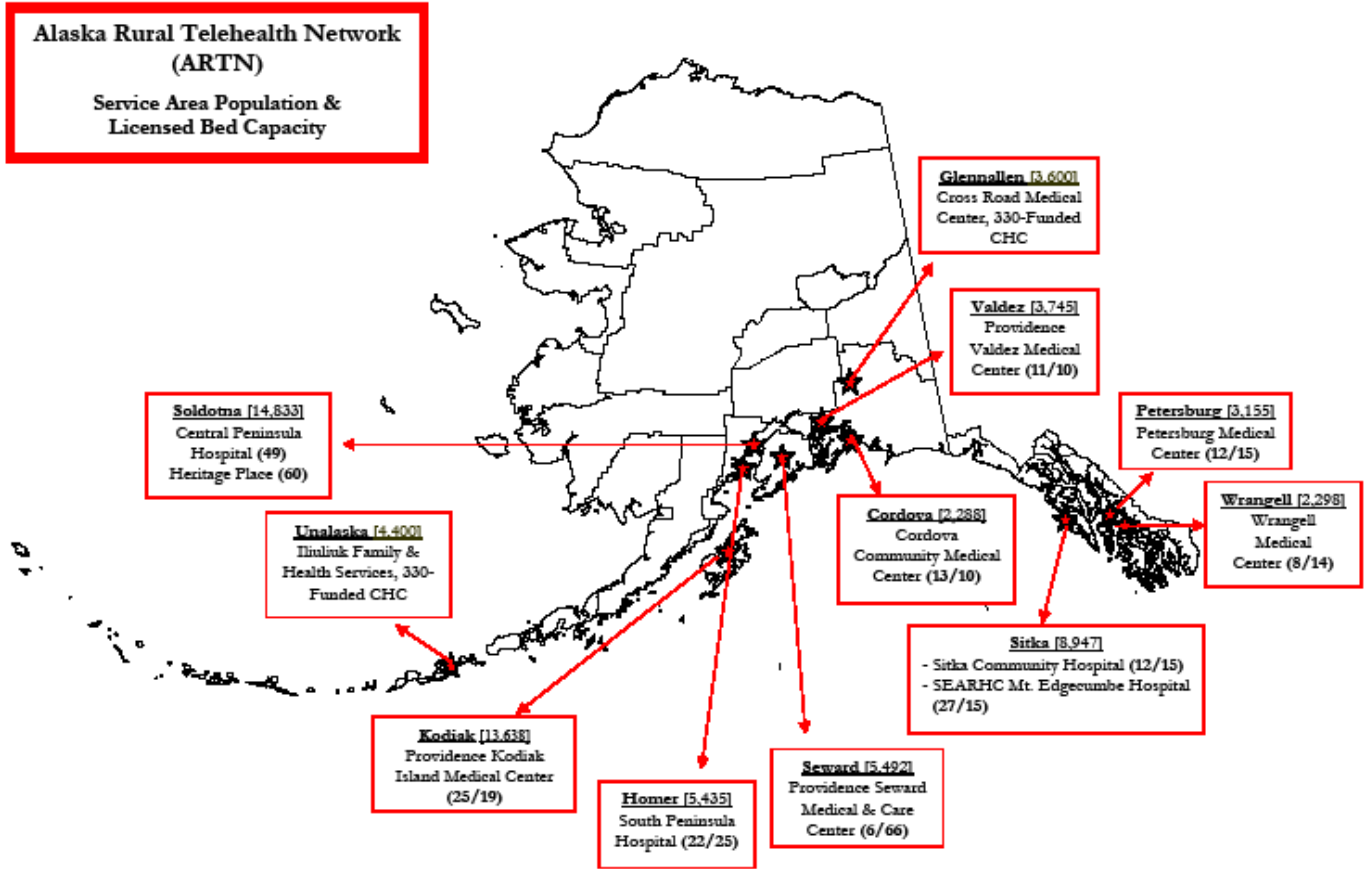 Alaska Rural Telehealth Network
(ARTN)
Service Area Population &
Licensed Bed Capacity
Glennallen [3.600]
Cross Road Medical
Center, 330-Funded
CHC
Valdez [3,745]
Providence
Valdez Medical
Center (11/10)
Soldotna [14,833]
Central Peninsula
Hospital (49)
Heritage Place (60)
Petersburg [3,155]
Petersburg Medical
Center (12/15)
Wrangell [2,298]
Wrangell
Medical
Center (8/14)
Cordova [2,288]
Cordova
Community Medical
Center (13/10)
Unalaska [4.400]
Iliuliuk Family &
Health Services, 330-
Funded CHC
Sitka [8,947]
- Sitka Community Hospital (12/15)
- SEARHC Mt. Edgecumbe Hospital
(27/15)
Kodiak [13.638]
Providence Kodiak
Island Medical Center
(25/19)
Homer [5,435]
South Peninsula
Hospital (22/25)
Seward [5,492]
Providence Seward
Medical & Care
Center (6/66)